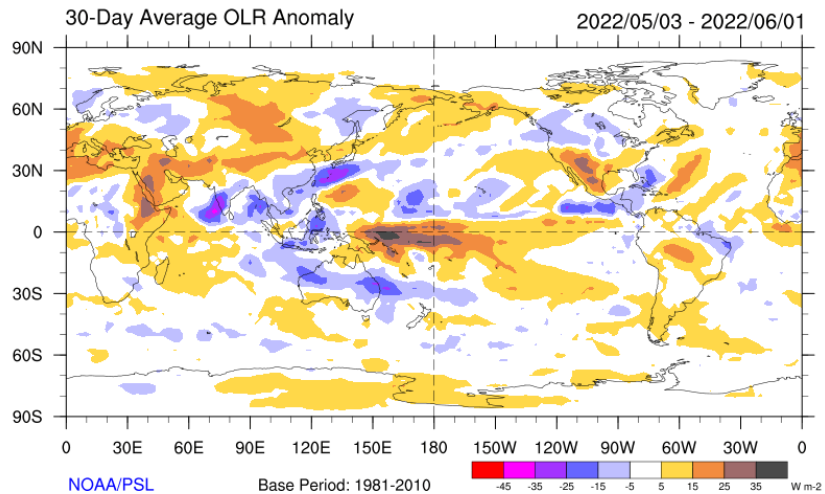 30-Day Average OLR Anomaly 2022/05/03 - 2022/06/01
90N
60N
30N
0
30S
60S
90S
0 30E 60E 90E 120E 150E 180 150W 120W 90W 60W 30W 0
NOAA/PSL Base Period: 1981-2010
-45 -35 -25 -15 -5 5 15 25 35 W m-2